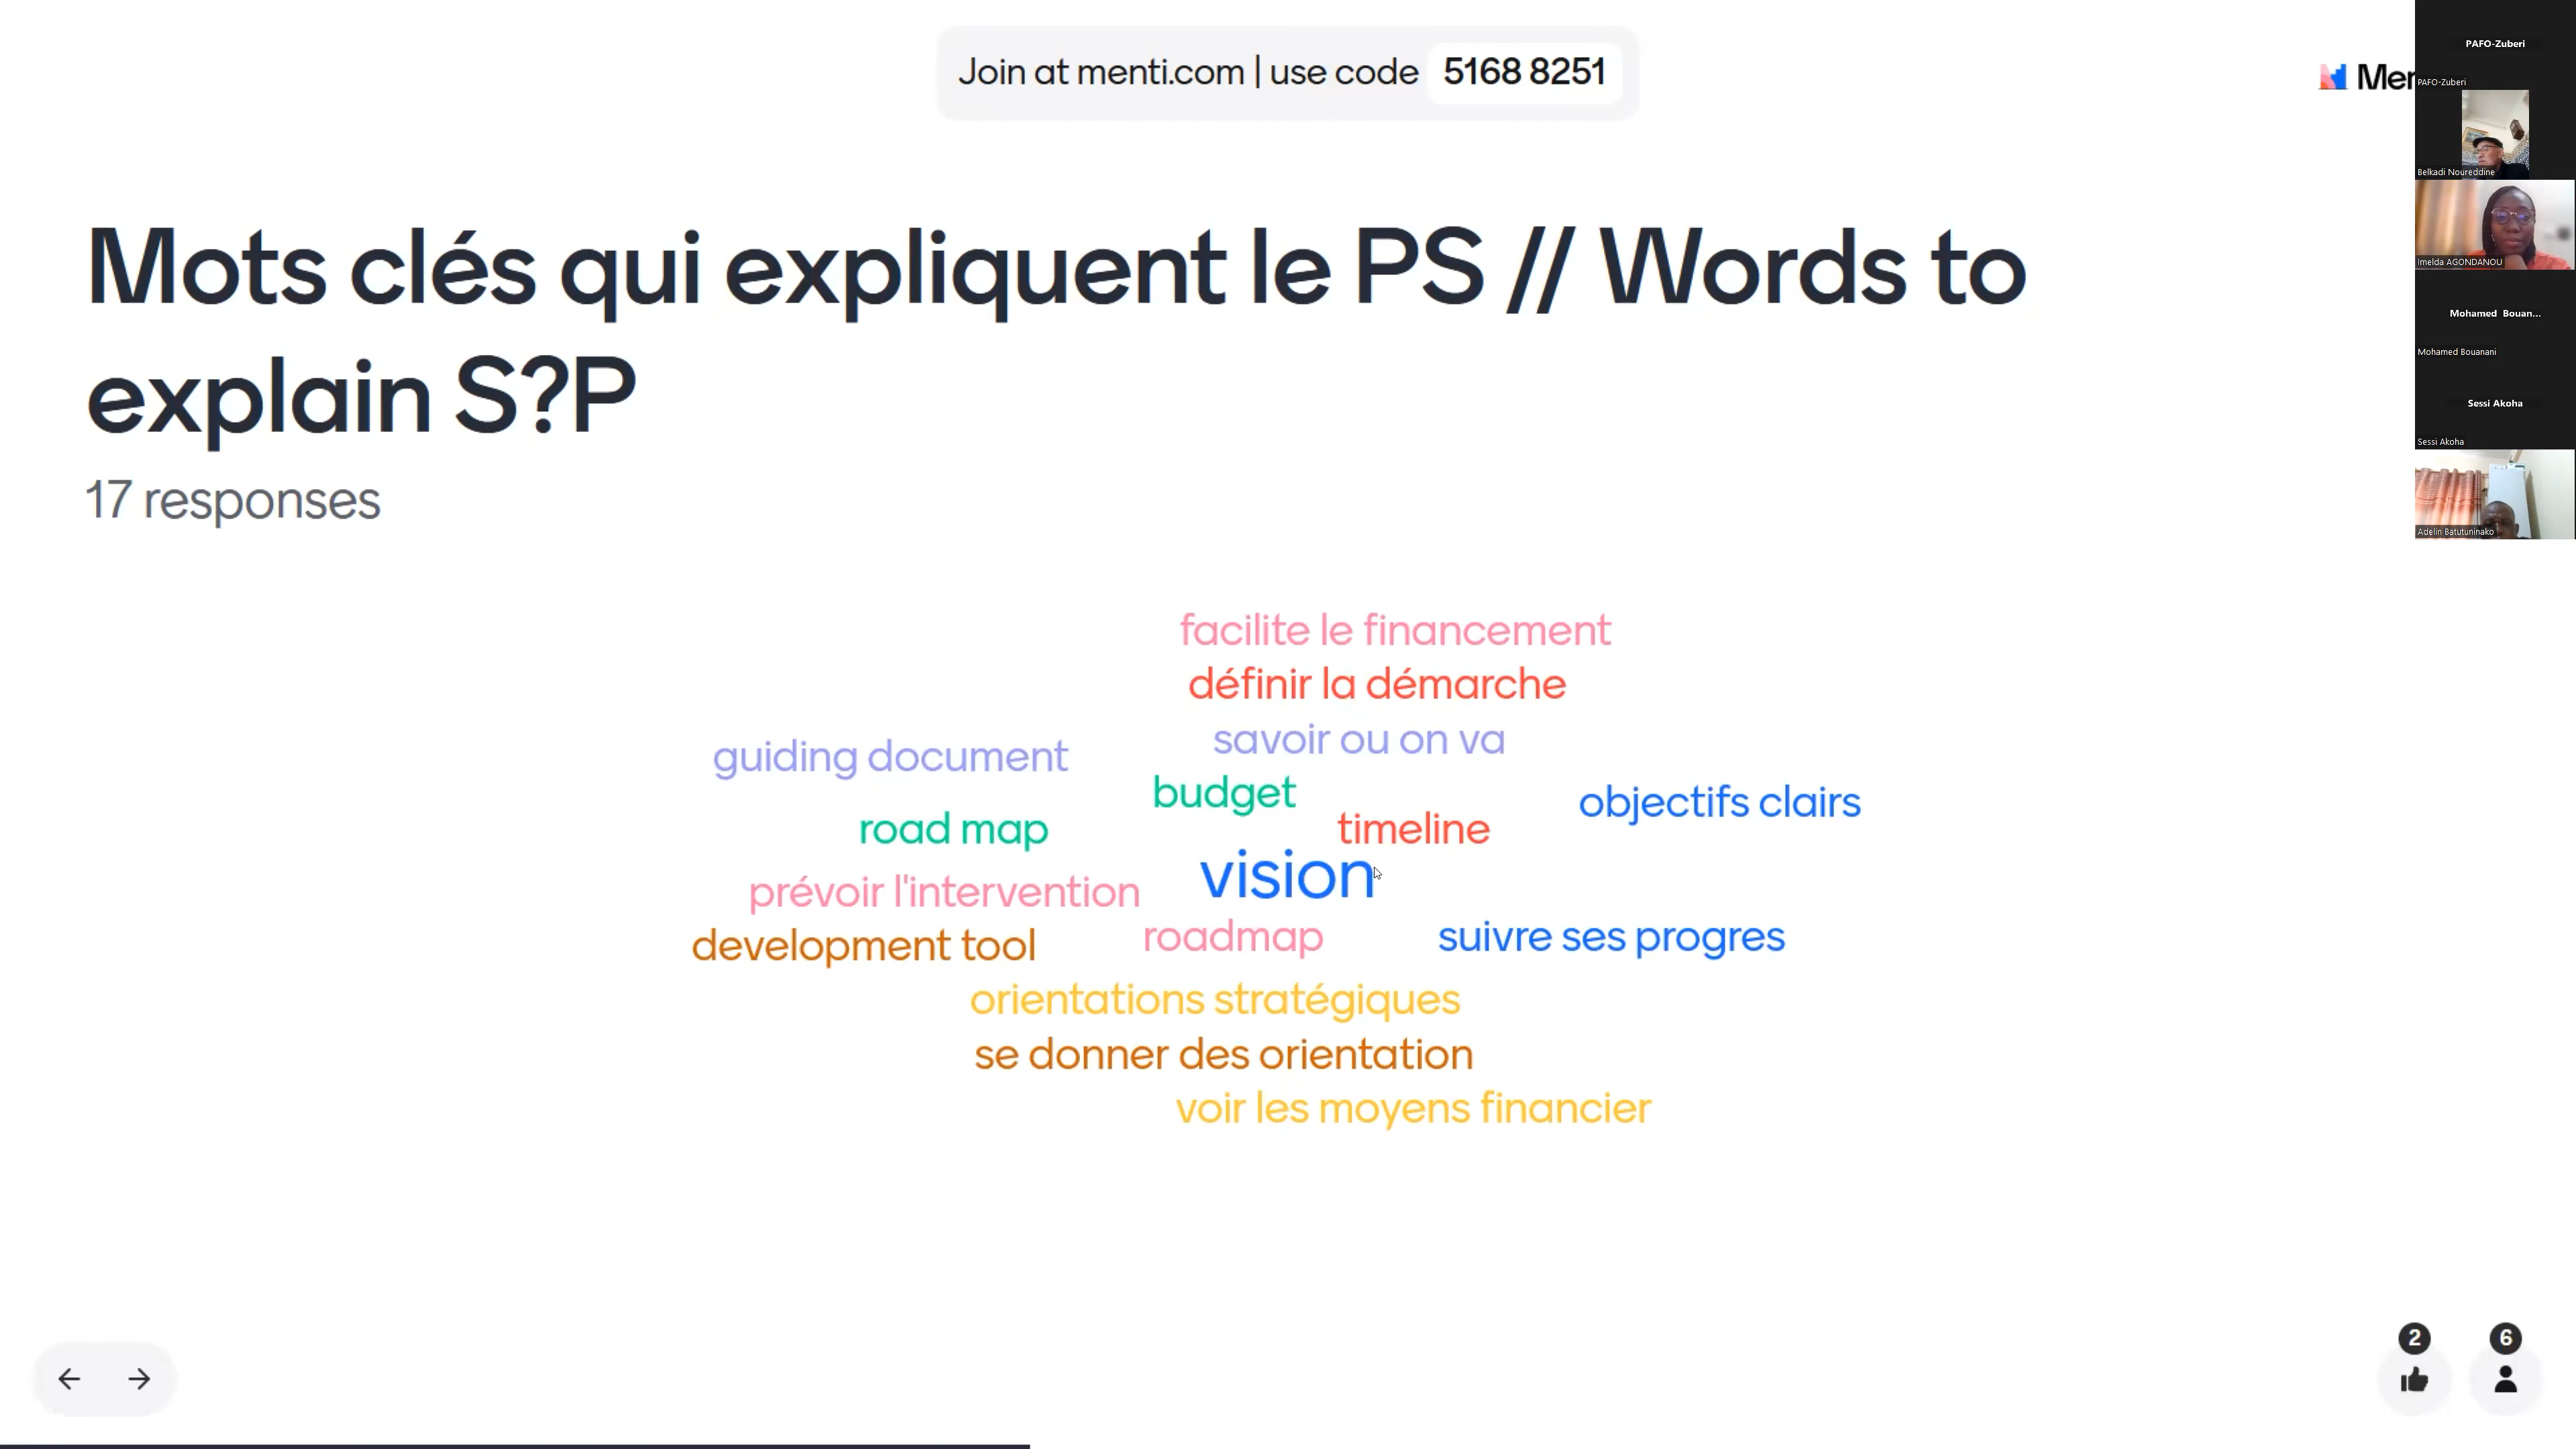 Join at menti.com | use code 5168 8251
Mots clés qui expliquent le PS // Words to
explain S?P
17 responses
facilite le financement
définir la démarche
savoir ou on va
guiding document
budget
objectifs clairs
road map
timeline
vision
prévoir l'intervention
roadmap
suivre ses progres
development tool
orientations stratégiques
se donner des orientation
voir les moyens financier
2
6
Mer
PAFO-Zuberi
PAFO-Zuberi
Belkadi Noureddine
Imelda AGONDANOU
Mohamed Bouan...
Mohamed Bouanani
Sessi Akoha
Sessi Akoha
Adelin Batutuninako